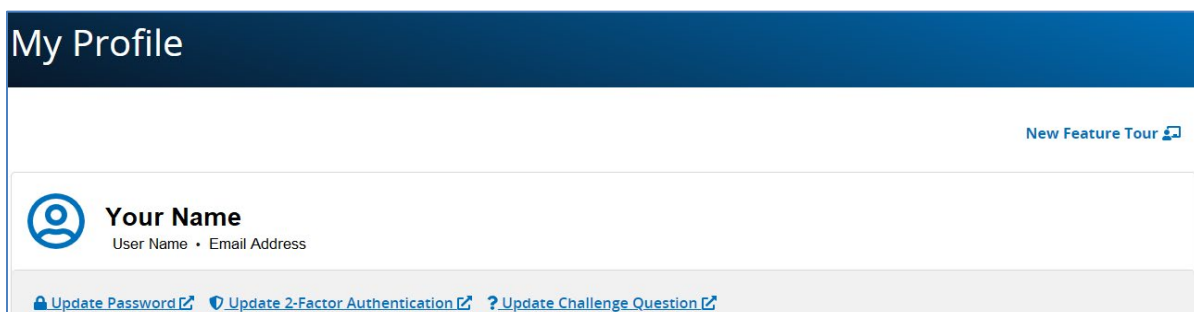 My Profile
New Feature Tour
Your Name
User Name • Email Address
Update Password Update 2-Factor Authentication ? Update Challenge Question